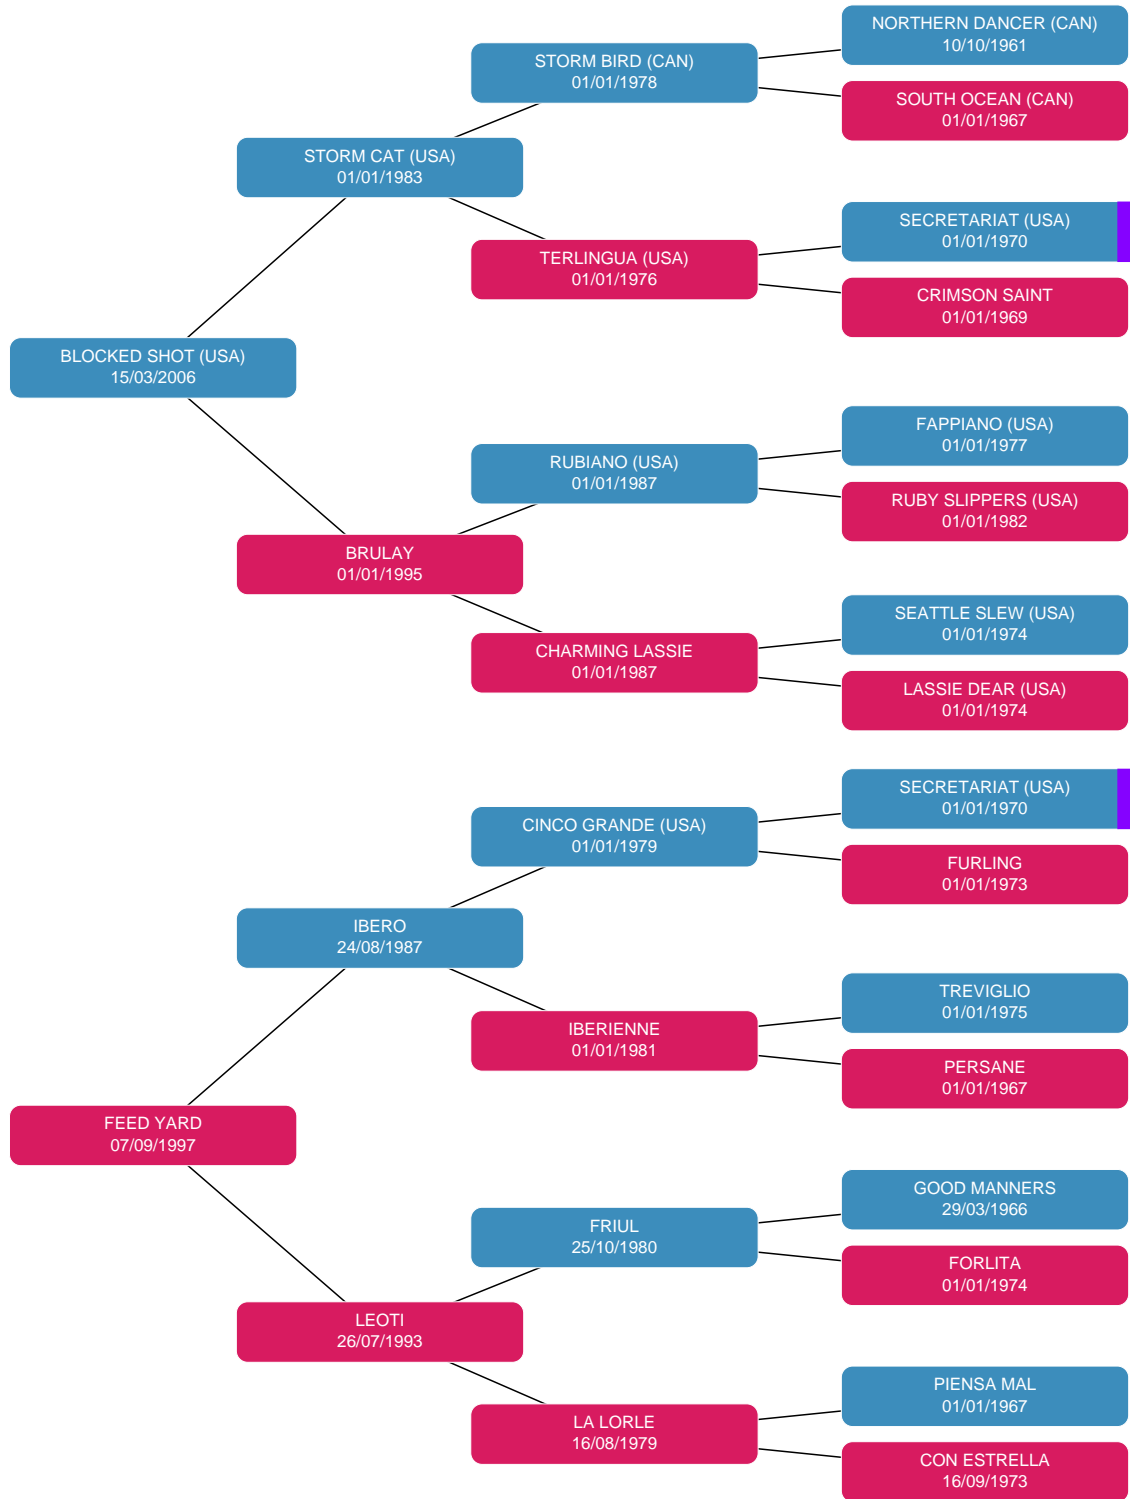 NORTHERN DANCER (CAN)
10/10/1961
STORM BIRD (CAN)
01/01/1978
SOUTH OCEAN (CAN)
01/01/1967
STORM CAT (USA)
01/01/1983
SECRETARIAT (USA)
01/01/1970
TERLINGUA (USA)
01/01/1976
CRIMSON SAINT
01/01/1969
BLOCKED SHOT (USA)
15/03/2006
FAPPIANO (USA)
01/01/1977
RUBIANO (USA)
01/01/1987
RUBY SLIPPERS (USA)
01/01/1982
BRULAY
01/01/1995
SEATTLE SLEW (USA)
01/01/1974
CHARMING LASSIE
01/01/1987
LASSIE DEAR (USA)
01/01/1974
SECRETARIAT (USA)
01/01/1970
CINCO GRANDE (USA)
01/01/1979
FURLING
01/01/1973
IBERO
24/08/1987
TREVIGLIO
01/01/1975
IBERIENNE
01/01/1981
PERSANE
01/01/1967
FEED YARD
07/09/1997
GOOD MANNERS
29/03/1966
FRIUL
25/10/1980
FORLITA
01/01/1974
LEOTI
26/07/1993
PIENSA MAL
01/01/1967
LA LORLE
16/08/1979
CON ESTRELLA
16/09/1973